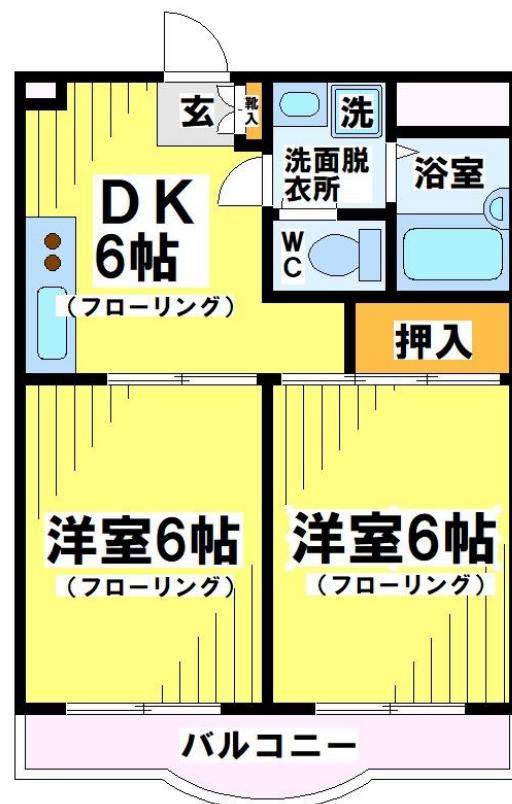 玄
靴入
洗
洗面脱
衣所
浴室
DK
6帖
(フローリング)
WC
押入
洋室6帖
(フローリング)
洋室6帖
(フローリング)
バルコニー